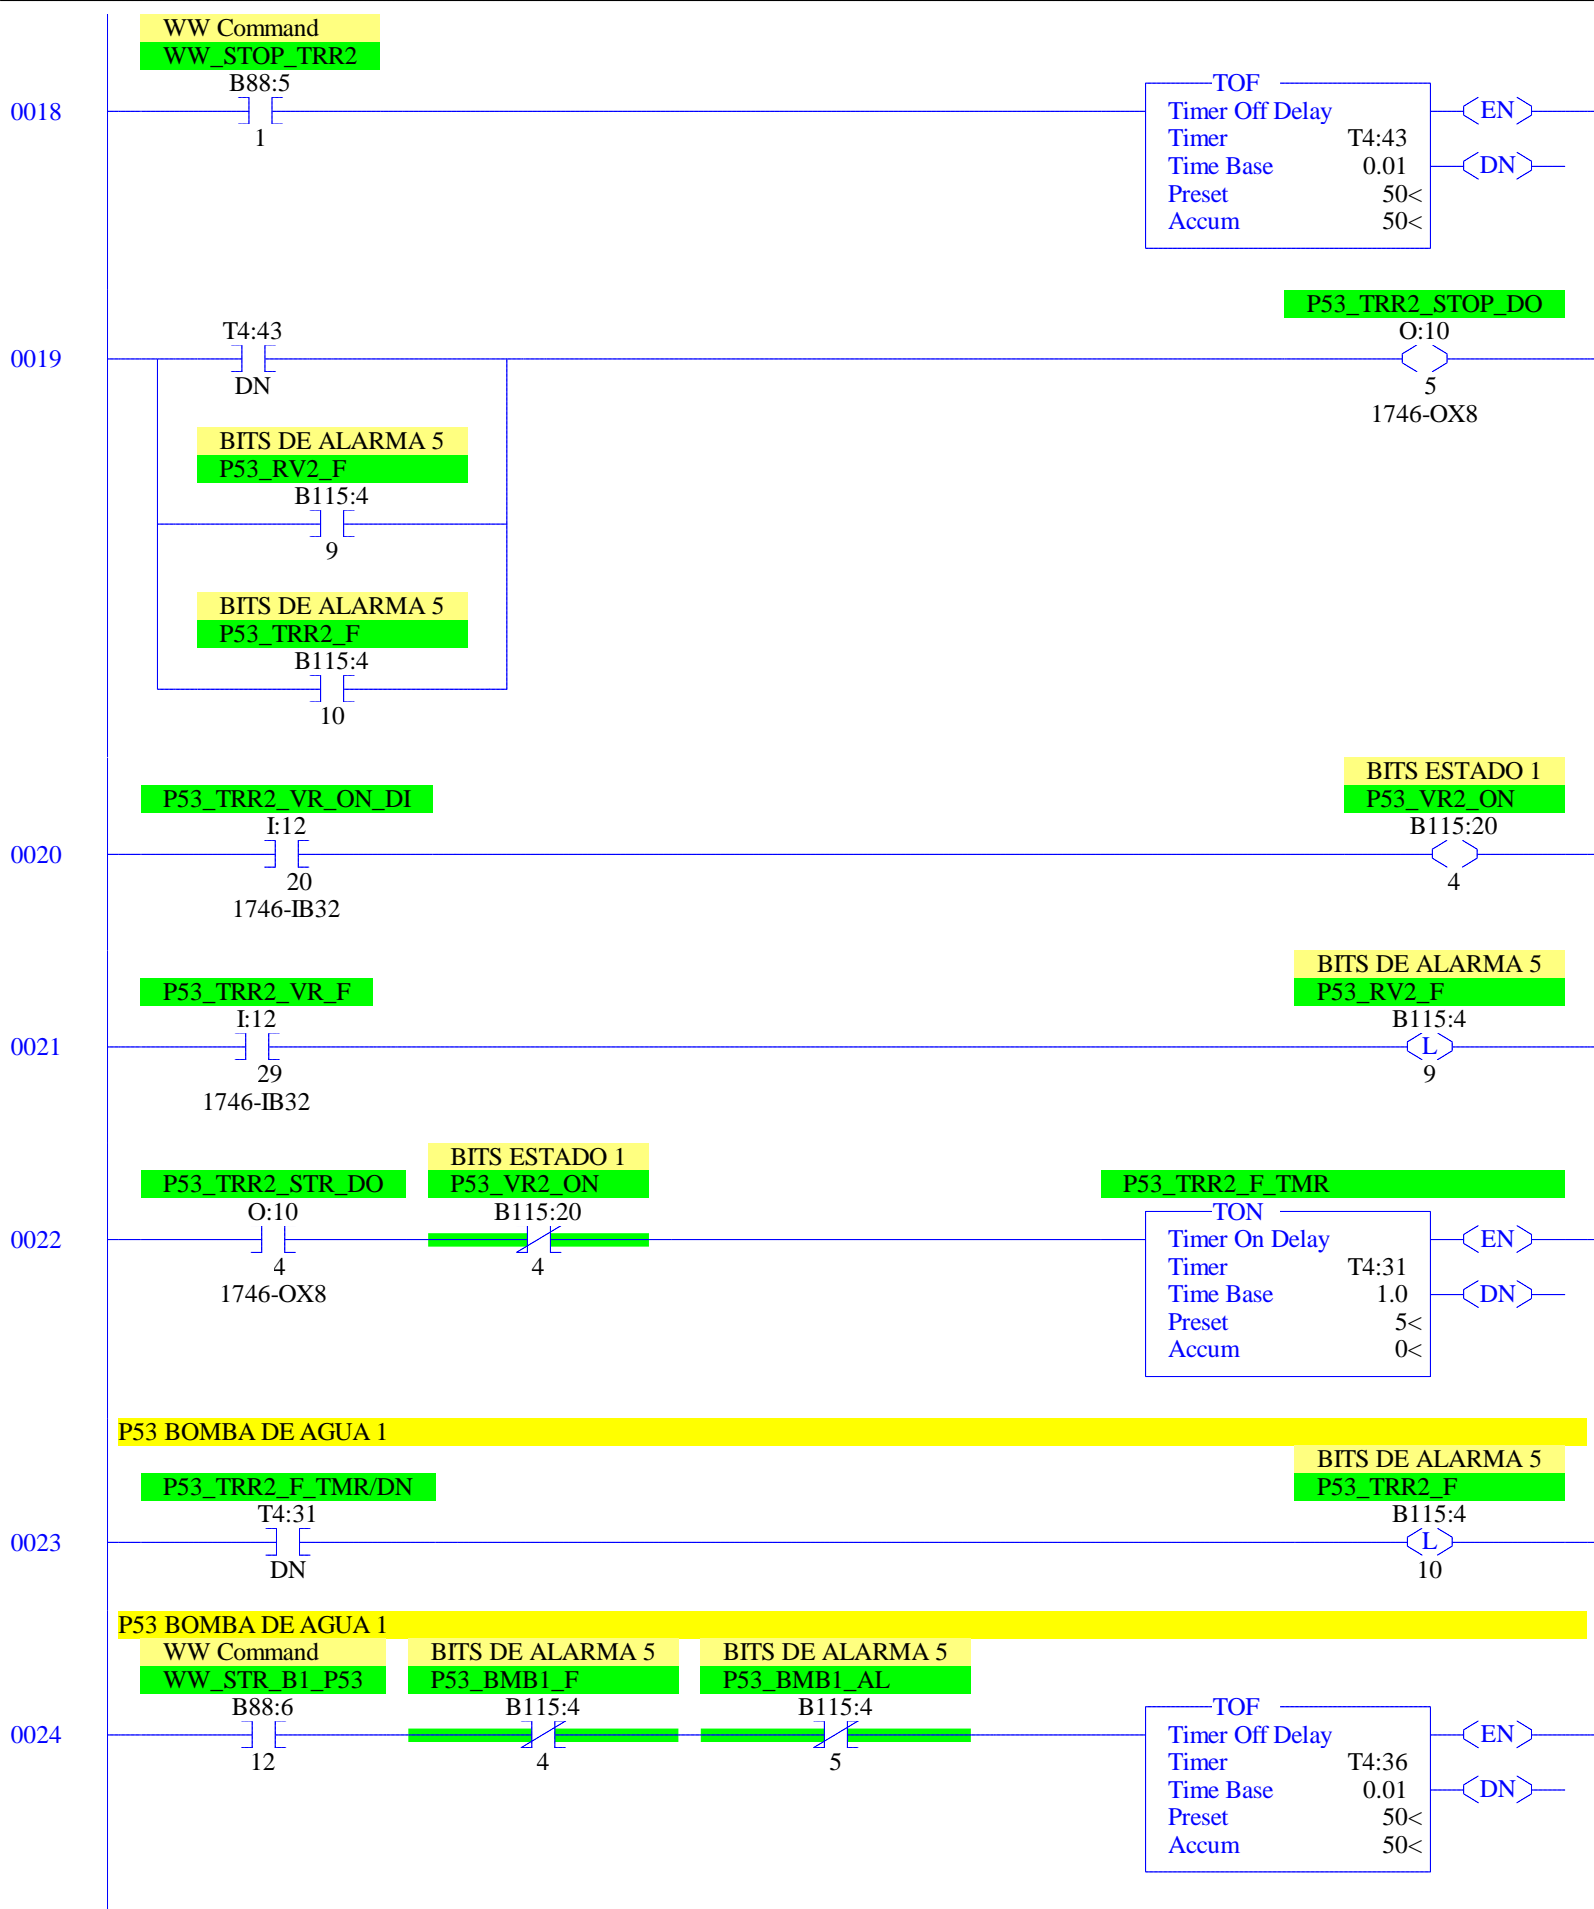 WW Command
WW_STOP_TRR2
B88:5
0018
1
TOF
Timer Off Delay
Timer T4:43
Time Base 0.01
Preset 50<
Accum 50<
EN
DN
P53_TRR2_STOP_DO
O:10
5
1746-OX8
0019
T4:43
DN
BITS DE ALARMA 5
P53_RV2_F
B115:4
9
BITS DE ALARMA 5
P53_TRR2_F
B115:4
10
P53_TRR2_VR_ON_DI
I:12
0020
20
1746-IB32
BITS ESTADO 1
P53_VR2_ON
B115:20
4
P53_TRR2_VR_F
I:12
0021
29
1746-IB32
BITS DE ALARMA 5
P53_RV2_F
B115:4
L
9
P53_TRR2_STR_DO
O:10
0022
4
1746-OX8
BITS ESTADO 1
P53_VR2_ON
B115:20
4
P53_TRR2_F_TMR
TON
Timer On Delay
Timer T4:31
Time Base 1.0
Preset 5<
Accum 0<
EN
DN
P53 BOMBA DE AGUA 1
P53_TRR2_F_TMR/DN
T4:31
0023
DN
BITS DE ALARMA 5
P53_TRR2_F
B115:4
L
10
P53 BOMBA DE AGUA 1
WW Command
WW_STR_B1_P53
B88:6
0024
12
BITS DE ALARMA 5
P53_BMB1_F
B115:4
4
BITS DE ALARMA 5
P53_BMB1_AL
B115:4
5
TOF
Timer Off Delay
Timer T4:36
Time Base 0.01
Preset 50<
Accum 50<
EN
DN